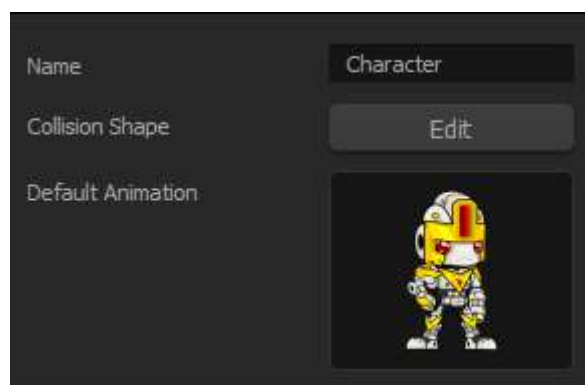 Name
Character
Collision Shape
Edit
Default Animation